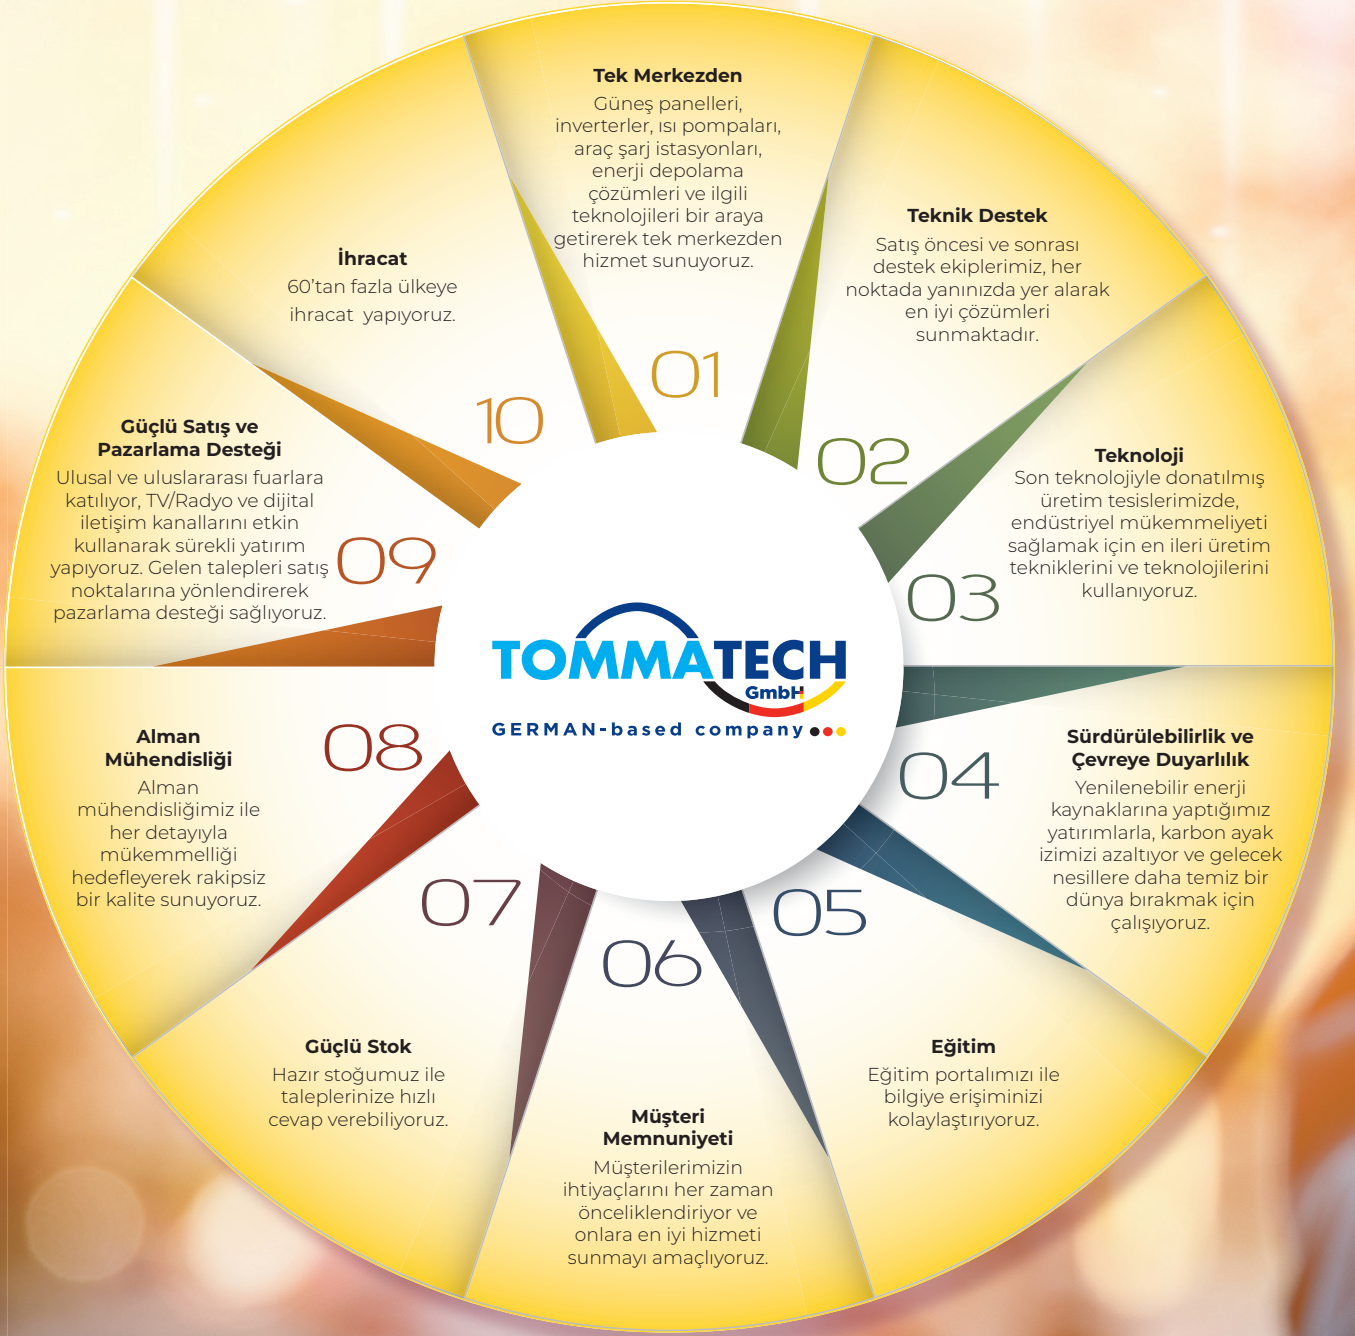 Tek Merkezden
Güneş panelleri,
inverterler, ısı pompaları,
araç şarj istasyonları,
enerji depolama
çözümleri ve ilgili
teknolojileri bir araya
getirerek tek merkezden
hizmet sunuyoruz.
01
Teknik Destek
Satış öncesi ve sonrası
destek ekiplerimiz, her
noktada yanınızda yer alarak
en iyi çözümleri
sunmaktadır.
02
Teknoloji
Son teknolojiyle donatılmış
üretim tesislerimizde,
endüstriyel mükemmeliyeti
sağlamak için en ileri üretim
tekniklerini ve teknolojilerini
kullanıyoruz.
03
Sürdürülebilirlik ve
Çevreye Duyarlılık
Yenilenebilir enerji
kaynaklarına yaptığımız
yatırımlarla, karbon ayak
izimizi azaltıyor ve gelecek
nesillere daha temiz bir
dünya bırakmak için
çalışıyoruz.
04
Eğitim
Eğitim portalımızı ile
bilgiye erişiminizi
kolaylaştırıyoruz.
05
Müşteri
Memnuniyeti
Müşterilerimizin
ihtiyaçlarını her zaman
önceliklendiriyor ve
onlara en iyi hizmeti
sunmayı amaçlıyoruz.
06
Güçlü Stok
Hazır stoğumuz ile
taleplerinize hızlı
cevap verebiliyoruz.
07
Alman
Mühendisliği
Alman
mühendisliğimiz ile
her detayıyla
mükemmelliği
hedefleyerek rakipsiz
bir kalite sunuyoruz.
08
Güçlü Satış ve
Pazarlama Desteği
Ulusal ve uluslararası fuarlara
katılıyor, TV/Radyo ve dijital
iletişim kanallarını etkin
kullanarak sürekli yatırım
yapıyoruz. Gelen talepleri satış
noktalarına yönlendirerek
pazarlama desteği sağlıyoruz.
09
İhracat
60'tan fazla ülkeye
ihracat yapıyoruz.
10
TOMMATECH
GmbH
GERMAN-based company